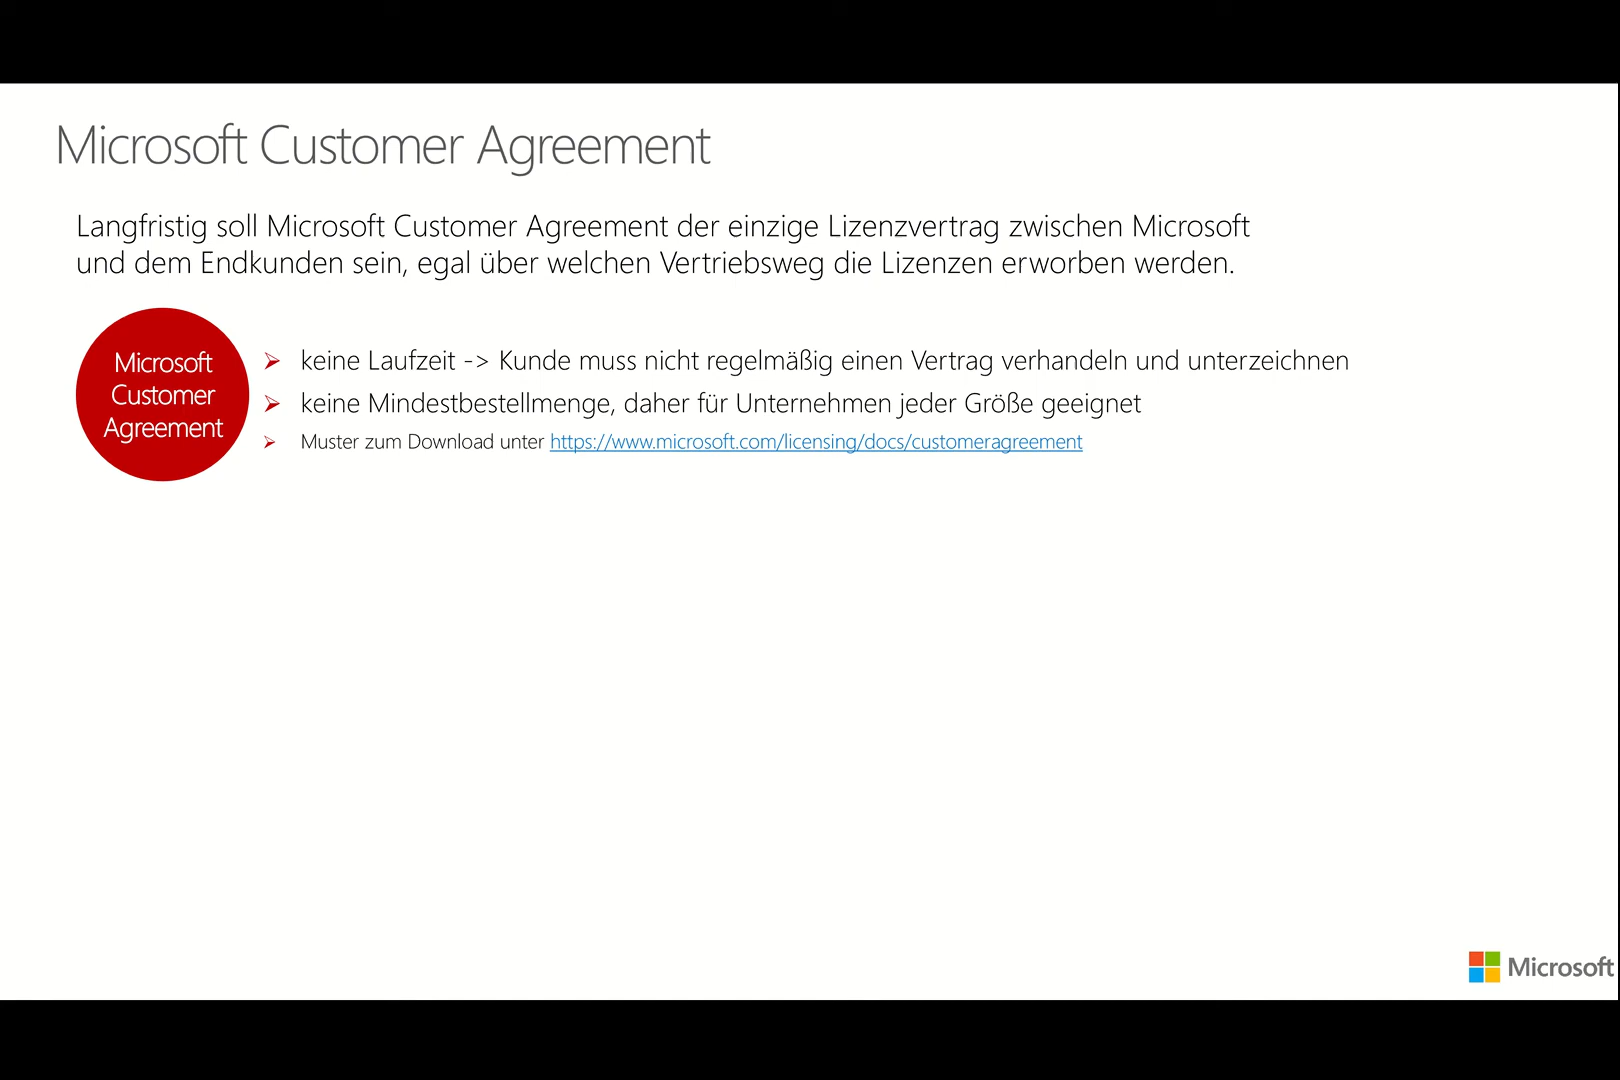 Microsoft Customer Agreement
Langfristig soll Microsoft Customer Agreement der einzige Lizenzvertrag zwischen Microsoft
und dem Endkunden sein, egal über welchen Vertriebsweg die Lizenzen erworben werden.
Microsoft
Customer
Agreement
keine Laufzeit -> Kunde muss nicht regelmäßig einen Vertrag verhandeln und unterzeichnen
keine Mindestbestellmenge, daher für Unternehmen jeder Größe geeignet
Muster zum Download unter https://www.microsoft.com/licensing/docs/customeragreement
Microsoft